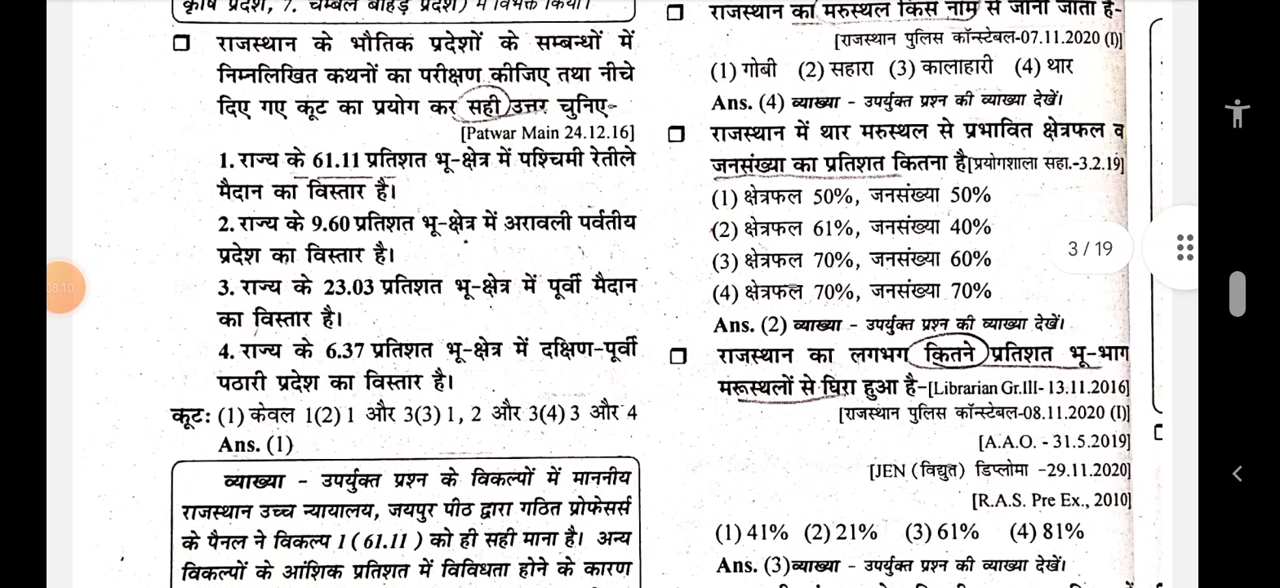 कृषि प्रदेश, 7. चम्बल बीहड़ प्रदेश) में विभक्त किया।
राजस्थान के भौतिक प्रदेशों के सम्बन्धों में
निम्नलिखित कथनों का परीक्षण कीजिए तथा नीचे
दिए गए कूट का प्रयोग कर सही उत्तर चुनिए-
[Patwar Main 24.12.16]
1. राज्य के 61.11 प्रतिशत भू-क्षेत्र में पश्चिमी रेतीले
मैदान का विस्तार है।
2. राज्य के 9.60 प्रतिशत भू-क्षेत्र में अरावली पर्वतीय
प्रदेश का विस्तार है।
3. राज्य के 23.03 प्रतिशत भू-क्षेत्र में पूर्वी मैदान
का विस्तार है।
4. राज्य के 6.37 प्रतिशत भू-क्षेत्र में दक्षिण-पूर्वी
पठारी प्रदेश का विस्तार है।
कूट: (1) केवल 1(2) 1 और 3(3) 1, 2 और 3(4) 3 और 4
Ans. (1)
व्याख्या - उपर्युक्त प्रश्न के विकल्पों में माननीय
राजस्थान उच्च न्यायालय, जयपुर पीठ द्वारा गठित प्रोफेसर्स
के पैनल ने विकल्प 1 (61.11) को ही सही माना है। अन्य
विकल्पों के आंशिक प्रतिशत में विविधता होने के कारण
राजस्थान का मरुस्थल किस नाम से जाना जाता है-
[राजस्थान पुलिस कॉन्स्टेबल-07.11.2020 (I)]
(1) गोबी (2) सहारा (3) कालाहारी (4) थार
Ans. (4) व्याख्या - उपर्युक्त प्रश्न की व्याख्या देखें।
राजस्थान में थार मरुस्थल से प्रभावित क्षेत्रफल व
जनसंख्या का प्रतिशत कितना है[प्रयोगशाला सहा.-3.2.19]
(1) क्षेत्रफल 50%, जनसंख्या 50%
(2) क्षेत्रफल 61%, जनसंख्या 40%
(3) क्षेत्रफल 70%, जनसंख्या 60%
(4) क्षेत्रफल 70%, जनसंख्या 70%
Ans. (2) व्याख्या - उपर्युक्त प्रश्न की व्याख्या देखें।
राजस्थान का लगभग कितने प्रतिशत भू-भाग
मरूस्थलों से घिरा हुआ है-[Librarian Gr.III- 13.11.2016]
[राजस्थान पुलिस कॉन्स्टेबल-08.11.2020 (I)]
[A.A.O. - 31.5.2019]
[JEN (विद्युत) डिप्लोमा -29.11.2020]
[R.A.S. Pre Ex., 2010]
(1) 41% (2) 21% (3) 61% (4) 81%
Ans. (3)व्याख्या - उपर्युक्त प्रश्न की व्याख्या देखें।
3 / 19
08:10